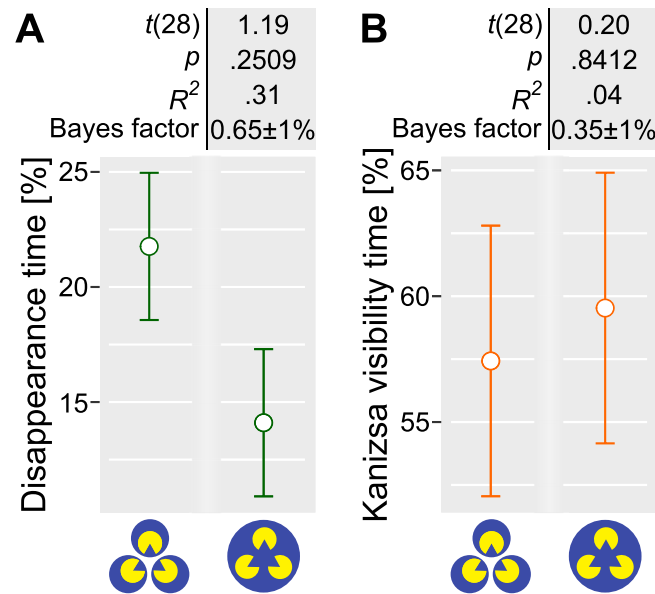 A
t(28) 1.19
p .2509
R² .31
Bayes factor 0.65±1%
Disappearance time [%]
25
20
15
B
t(28) 0.20
p .8412
R² .04
Bayes factor 0.35±1%
Kanizsa visibility time [%]
65
60
55